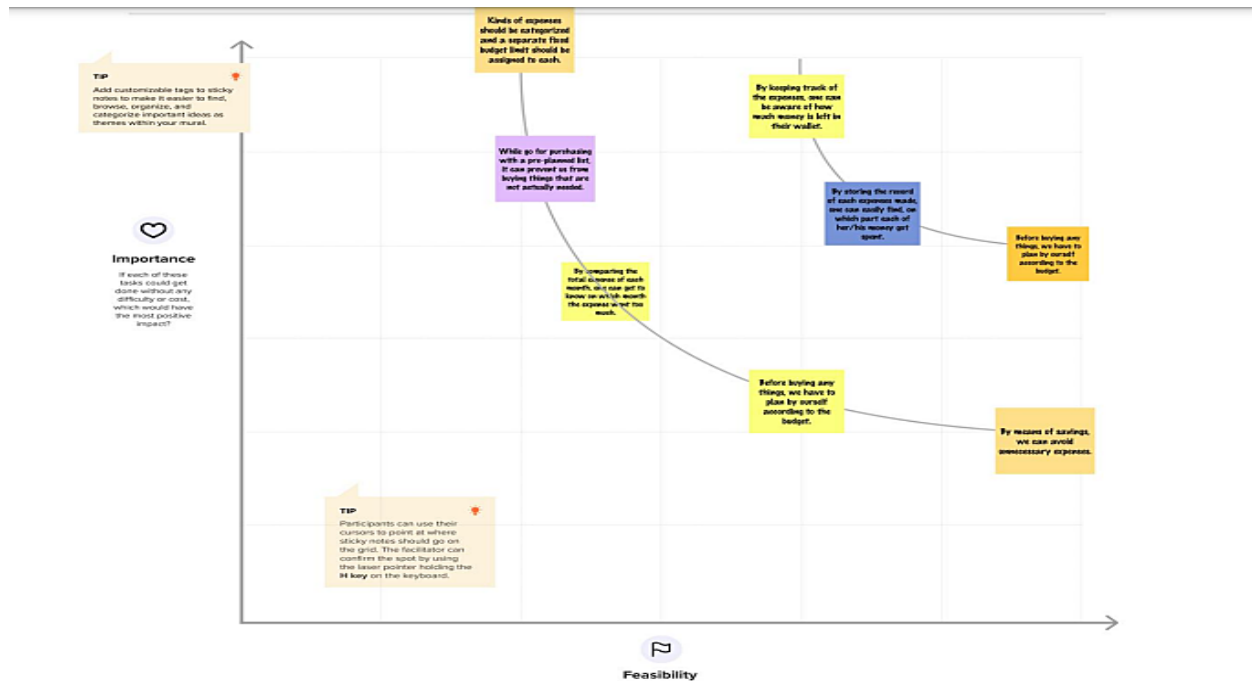 Kinds of expenses
should be categorized
and a separate fixed
budget limit should be
assigned to each.
TIP
Add customizable tags to sticky
notes to make it easier to find,
browse, organize, and
categorize important ideas as
themes within your mural.
By keeping track of
the expenses, one can
be aware of how
much money is left in
their wallet.
While go for purchasing
with a pre-planned list,
it can prevent us from
buying things that are
not actually needed.
By storing the record
of each expenses made,
one can easily find, on
which part each of
her/his money got
spent.
Before buying any
things, we have to
plan by ourself
according to the
budget.
Importance
If each of these
tasks could get
done without any
difficulty or cost,
which would have
the most positive
impact?
By comparing the
total expense of each
month, one can get to
know on which month
the expense went too
much.
Before buying any
things, we have to
plan by ourself
according to the
budget.
By means of savings,
we can avoid
unnecessary expenses.
TIP
Participants can use their
cursors to point at where
sticky notes should go on
the grid. The facilitator can
confirm the spot by using
the laser pointer holding the
H key on the keyboard.
Feasibility